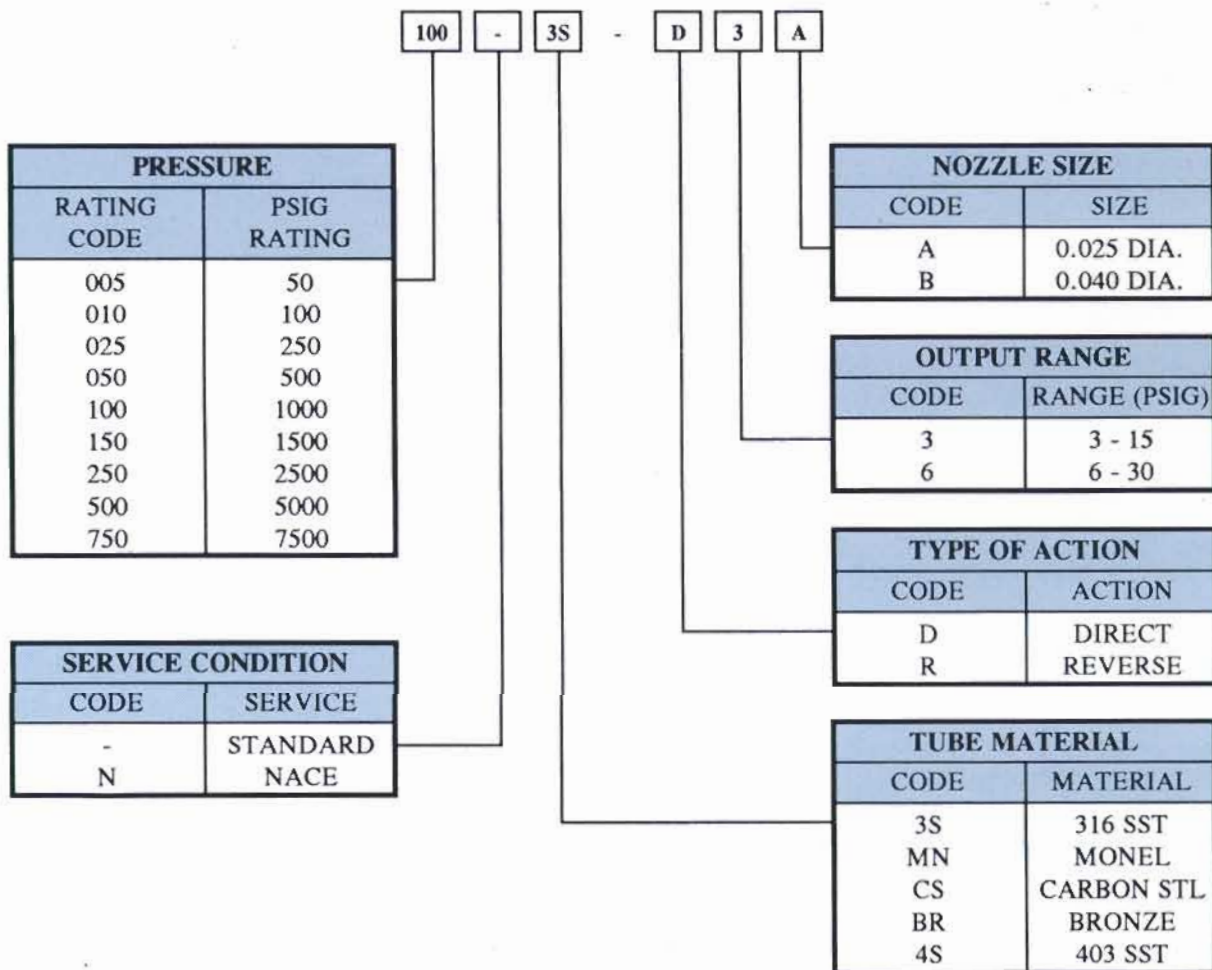 100 - 3S - D 3 A
PRESSURE
RATING CODE PSIG RATING
005 50
010 100
025 250
050 500
100 1000
150 1500
250 2500
500 5000
750 7500
SERVICE CONDITION
CODE SERVICE
- STANDARD
N NACE
NOZZLE SIZE
CODE SIZE
A 0.025 DIA.
B 0.040 DIA.
OUTPUT RANGE
CODE RANGE (PSIG)
3 3 - 15
6 6 - 30
TYPE OF ACTION
CODE ACTION
D DIRECT
R REVERSE
TUBE MATERIAL
CODE MATERIAL
3S 316 SST
MN MONEL
CS CARBON STL
BR BRONZE
4S 403 SST